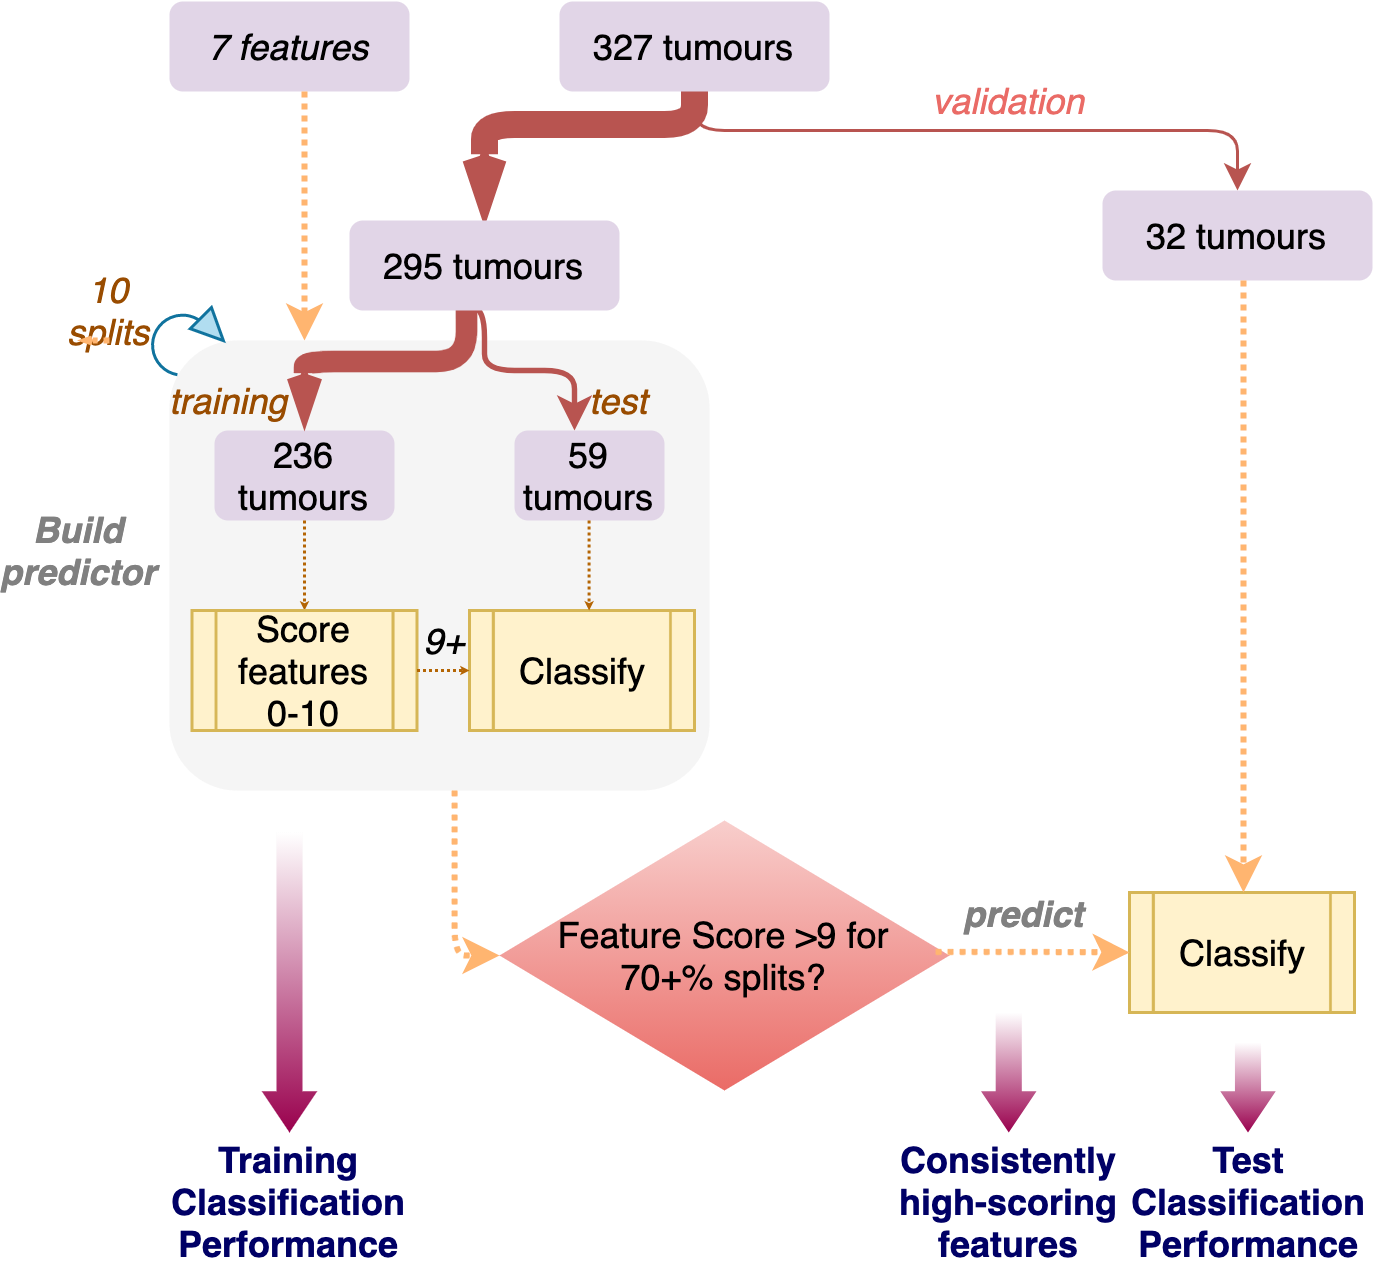 7 features
327 tumours
validation
32 tumours
295 tumours
10
splits
training
test
236
tumours
59
tumours
Build
predictor
Score
features
0-10
9+
Classify
Feature Score >9 for
70+% splits?
predict
Classify
Training
Classification
Performance
Consistently
high-scoring
features
Test
Classification
Performance